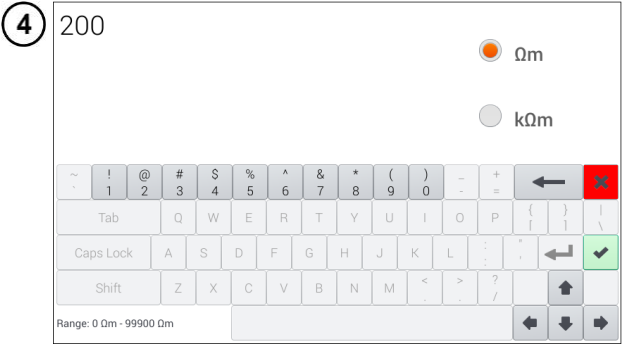 4
200
Ωm
kΩm
~ ! @ # $ % ^ & * ( ) _ +
` 1 2 3 4 5 6 7 8 9 0 - =
Tab Q W E R T Y U I O P { } |
[ ] \
Caps Lock A S D F G H J K L : "
; '
Shift Z X C V B N M < > ?
, . /
Range: 0 Ωm - 99900 Ωm